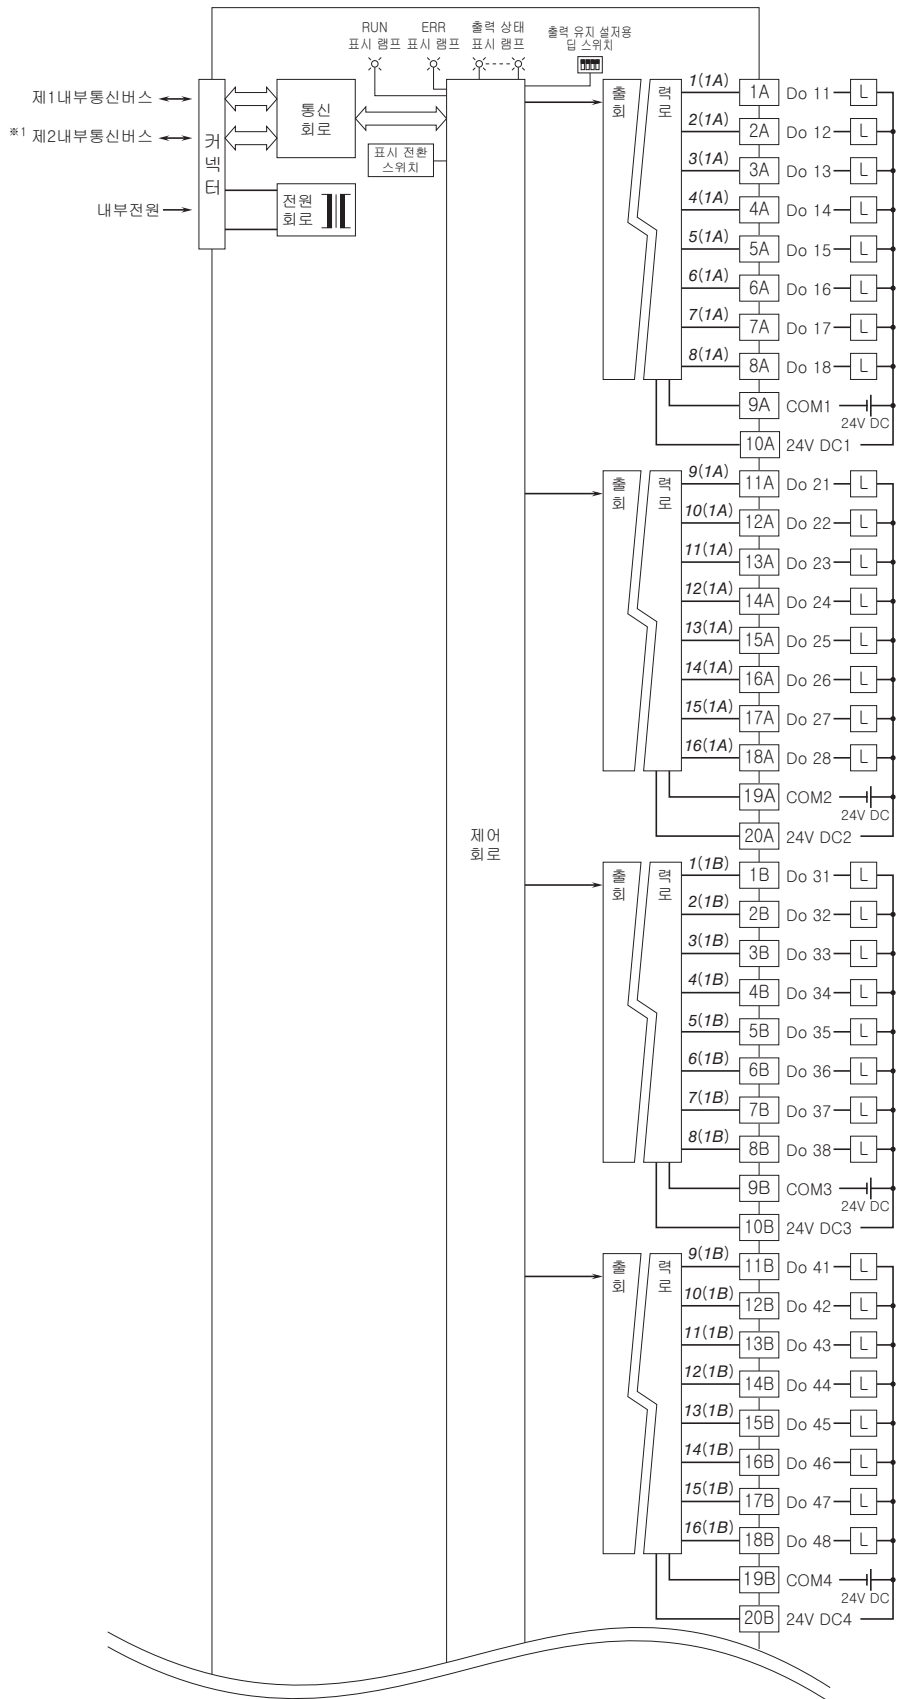 RUN
표시 램프
ERR
표시 램프
출력 상태
표시 램프
출력 유지 설저용
딥 스위치
제1내부통신버스
※1 제2내부통신버스
내부전원
커넥터
통신
회로
전원
회로
표시 전환
스위치
제어
회로
출력
회로
1(1A) 1A Do 11 L
2(1A) 2A Do 12 L
3(1A) 3A Do 13 L
4(1A) 4A Do 14 L
5(1A) 5A Do 15 L
6(1A) 6A Do 16 L
7(1A) 7A Do 17 L
8(1A) 8A Do 18 L
9A COM1
24V DC
10A 24V DC1
출력
회로
9(1A) 11A Do 21 L
10(1A) 12A Do 22 L
11(1A) 13A Do 23 L
12(1A) 14A Do 24 L
13(1A) 15A Do 25 L
14(1A) 16A Do 26 L
15(1A) 17A Do 27 L
16(1A) 18A Do 28 L
19A COM2
24V DC
20A 24V DC2
출력
회로
1(1B) 1B Do 31 L
2(1B) 2B Do 32 L
3(1B) 3B Do 33 L
4(1B) 4B Do 34 L
5(1B) 5B Do 35 L
6(1B) 6B Do 36 L
7(1B) 7B Do 37 L
8(1B) 8B Do 38 L
9B COM3
24V DC
10B 24V DC3
출력
회로
9(1B) 11B Do 41 L
10(1B) 12B Do 42 L
11(1B) 13B Do 43 L
12(1B) 14B Do 44 L
13(1B) 15B Do 45 L
14(1B) 16B Do 46 L
15(1B) 17B Do 47 L
16(1B) 18B Do 48 L
19B COM4
24V DC
20B 24V DC4